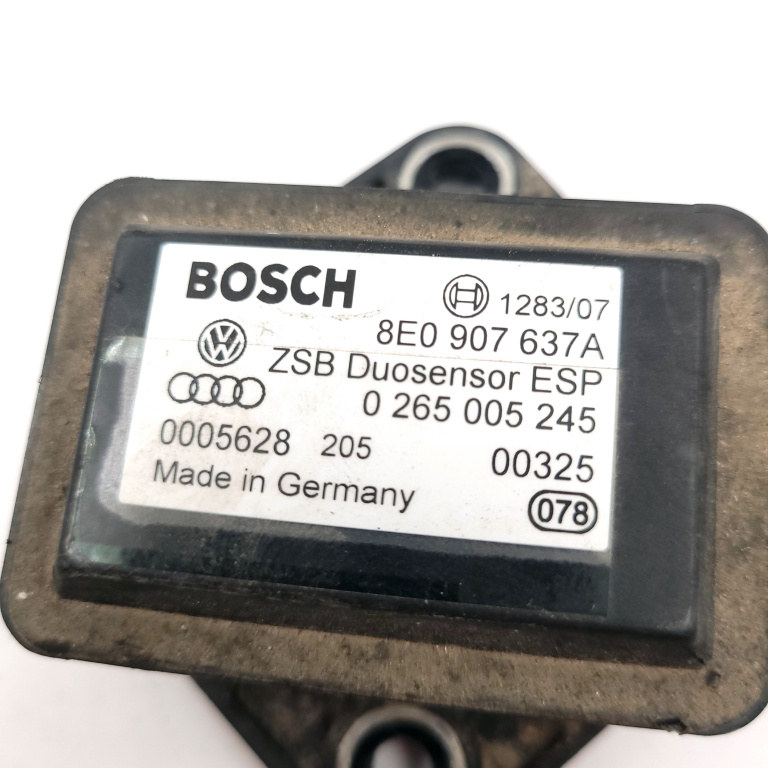 BOSCH
1283/07
8E0 907 637A
ZSB Duosensor ESP
0 265 005 245
0005628 205 00325
Made in Germany
078